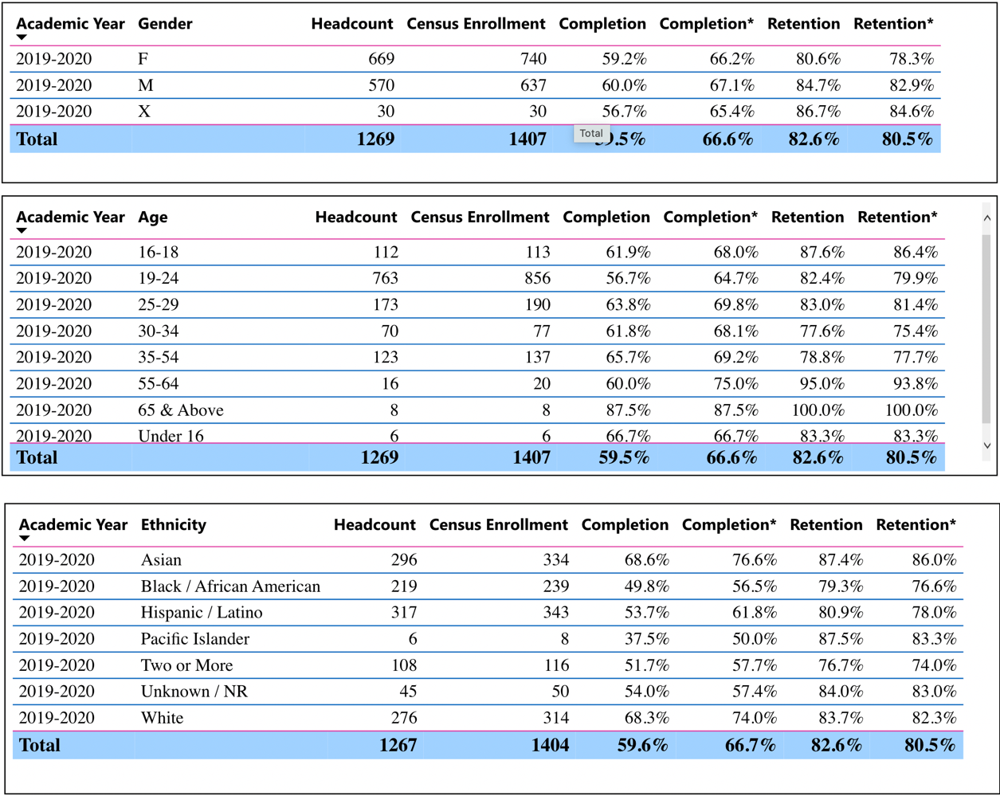 Academic Year Gender Headcount Census Enrollment Completion Completion* Retention Retention*
2019-2020 F 669 740 59.2% 66.2% 80.6% 78.3%
2019-2020 M 570 637 60.0% 67.1% 84.7% 82.9%
2019-2020 X 30 30 56.7% 65.4% 86.7% 84.6%
Total 1269 1407 59.5% 66.6% 82.6% 80.5%
Total
Academic Year Age Headcount Census Enrollment Completion Completion* Retention Retention*
2019-2020 16-18 112 113 61.9% 68.0% 87.6% 86.4%
2019-2020 19-24 763 856 56.7% 64.7% 82.4% 79.9%
2019-2020 25-29 173 190 63.8% 69.8% 83.0% 81.4%
2019-2020 30-34 70 77 61.8% 68.1% 77.6% 75.4%
2019-2020 35-54 123 137 65.7% 69.2% 78.8% 77.7%
2019-2020 55-64 16 20 60.0% 75.0% 95.0% 93.8%
2019-2020 65 & Above 8 8 87.5% 87.5% 100.0% 100.0%
2019-2020 Under 16 6 6 66.7% 66.7% 83.3% 83.3%
Total 1269 1407 59.5% 66.6% 82.6% 80.5%
Academic Year Ethnicity Headcount Census Enrollment Completion Completion* Retention Retention*
2019-2020 Asian 296 334 68.6% 76.6% 87.4% 86.0%
2019-2020 Black / African American 219 239 49.8% 56.5% 79.3% 76.6%
2019-2020 Hispanic / Latino 317 343 53.7% 61.8% 80.9% 78.0%
2019-2020 Pacific Islander 6 8 37.5% 50.0% 87.5% 83.3%
2019-2020 Two or More 108 116 51.7% 57.7% 76.7% 74.0%
2019-2020 Unknown / NR 45 50 54.0% 57.4% 84.0% 83.0%
2019-2020 White 276 314 68.3% 74.0% 83.7% 82.3%
Total 1267 1404 59.6% 66.7% 82.6% 80.5%